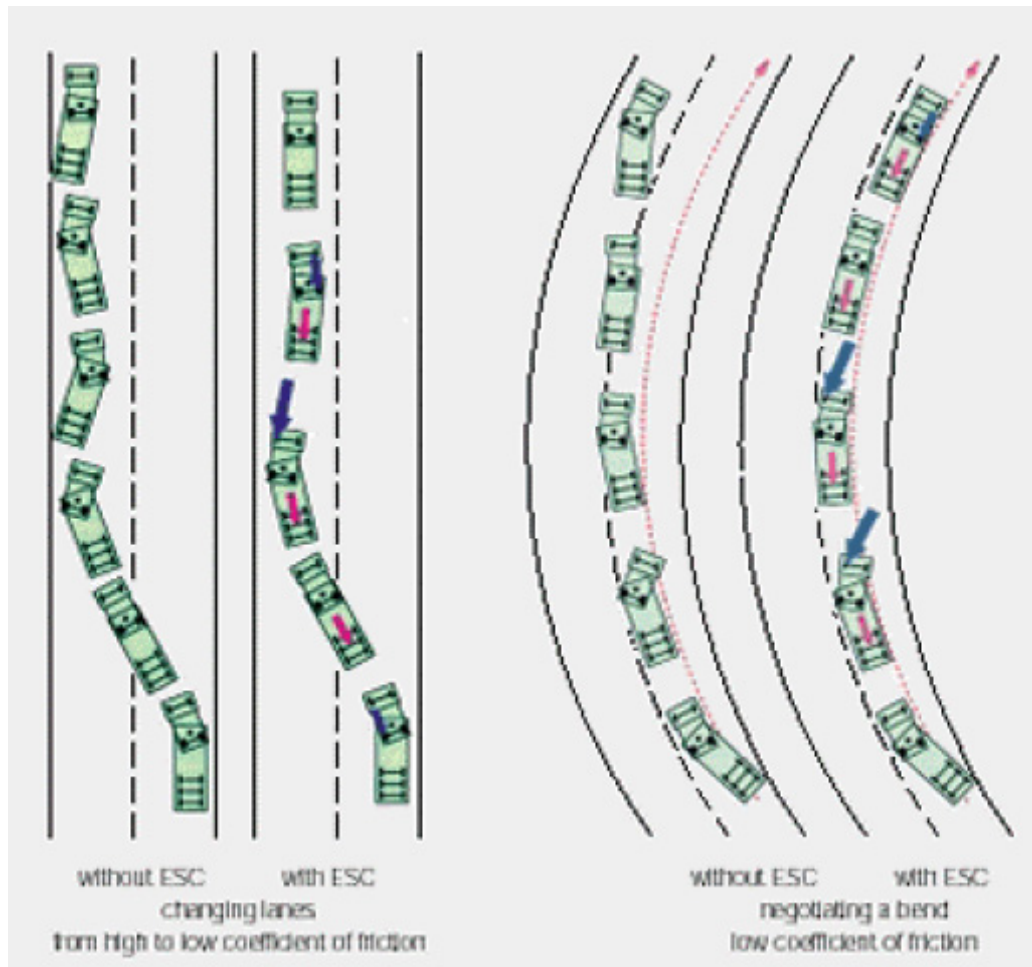 without ESC with ESC
changing lanes
from high to low coefficient of friction
without ESC with ESC
negotiating a bend
low coefficient of friction